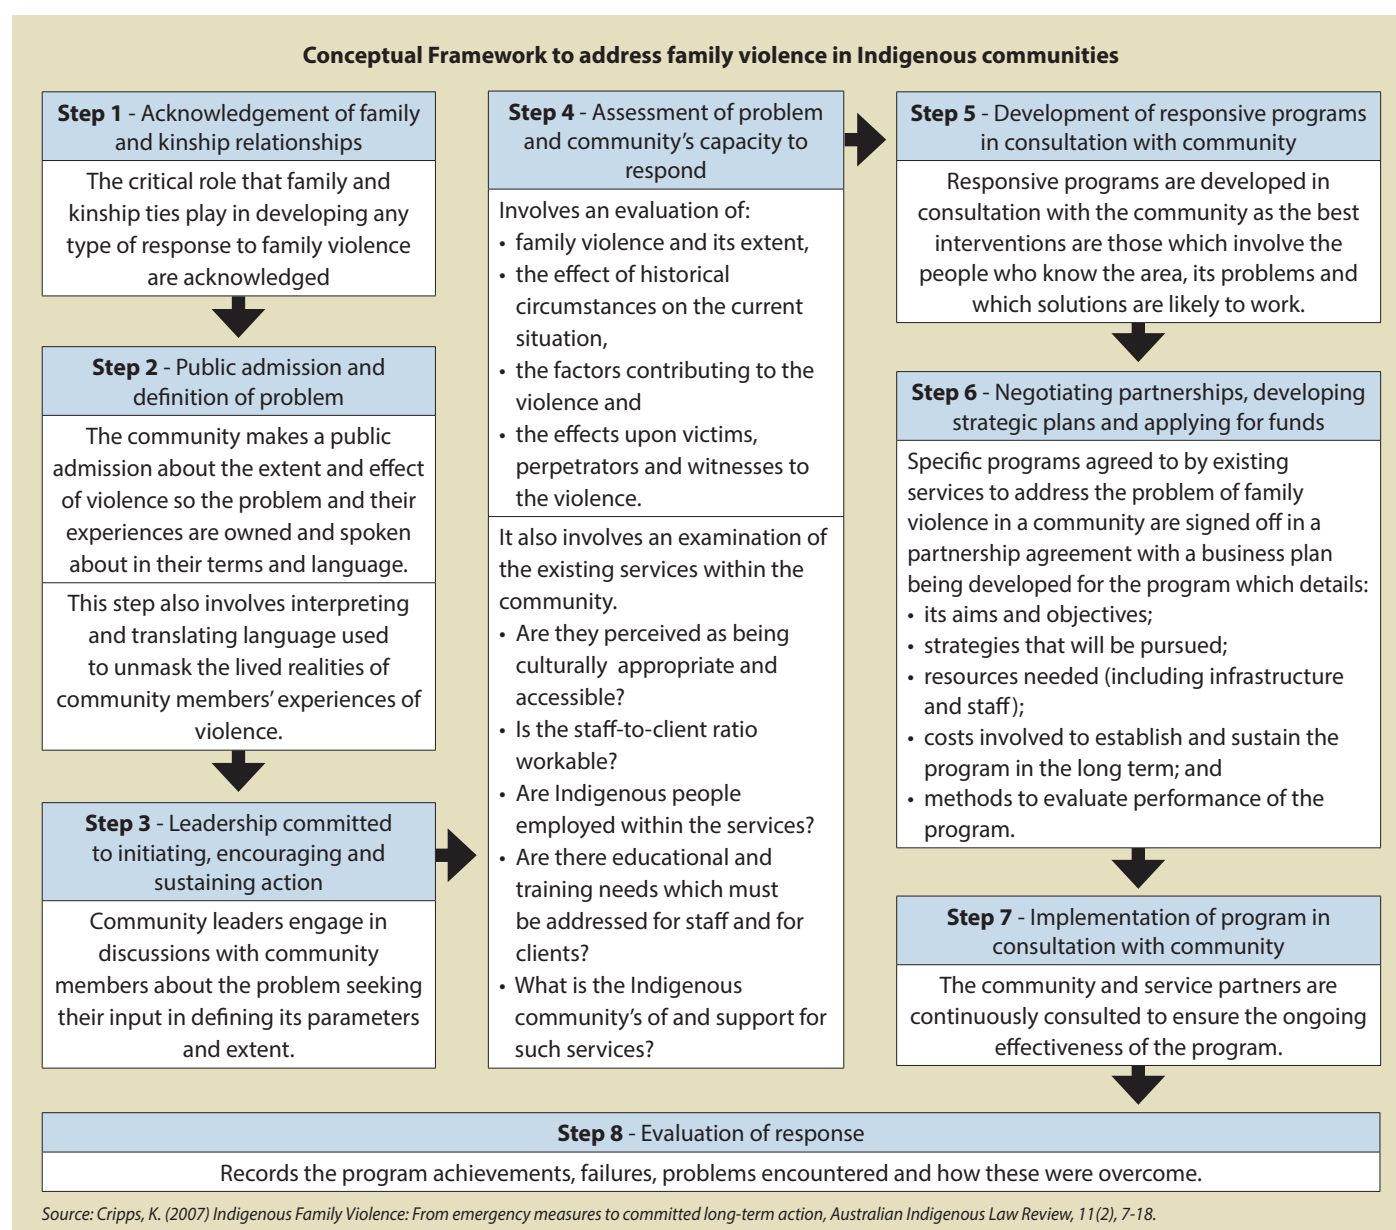 Conceptual Framework to address family violence in Indigenous communities
Step 1 - Acknowledgement of family
and kinship relationships
The critical role that family and
kinship ties play in developing any
type of response to family violence
are acknowledged
Step 2 - Public admission and
definition of problem
The community makes a public
admission about the extent and effect
of violence so the problem and their
experiences are owned and spoken
about in their terms and language.
This step also involves interpreting
and translating language used
to unmask the lived realities of
community members’ experiences of
violence.
Step 3 - Leadership committed
to initiating, encouraging and
sustaining action
Community leaders engage in
discussions with community
members about the problem seeking
their input in defining its parameters
and extent.
Step 4 - Assessment of problem
and community’s capacity to
respond
Involves an evaluation of:
• family violence and its extent,
• the effect of historical
circumstances on the current
situation,
• the factors contributing to the
violence and
• the effects upon victims,
perpetrators and witnesses to
the violence.
It also involves an examination of
the existing services within the
community.
• Are they perceived as being
culturally appropriate and
accessible?
• Is the staff-to-client ratio
workable?
• Are Indigenous people
employed within the services?
• Are there educational and
training needs which must
be addressed for staff and for
clients?
• What is the Indigenous
community’s of and support for
such services?
Step 5 - Development of responsive programs
in consultation with community
Responsive programs are developed in
consultation with the community as the best
interventions are those which involve the
people who know the area, its problems and
which solutions are likely to work.
Step 6 - Negotiating partnerships, developing
strategic plans and applying for funds
Specific programs agreed to by existing
services to address the problem of family
violence in a community are signed off in a
partnership agreement with a business plan
being developed for the program which details:
• its aims and objectives;
• strategies that will be pursued;
• resources needed (including infrastructure
and staff);
• costs involved to establish and sustain the
program in the long term; and
• methods to evaluate performance of the
program.
Step 7 - Implementation of program in
consultation with community
The community and service partners are
continuously consulted to ensure the ongoing
effectiveness of the program.
Step 8 - Evaluation of response
Records the program achievements, failures, problems encountered and how these were overcome.
Source: Cripps, K. (2007) Indigenous Family Violence: From emergency measures to committed long-term action, Australian Indigenous Law Review, 11(2), 7-18.